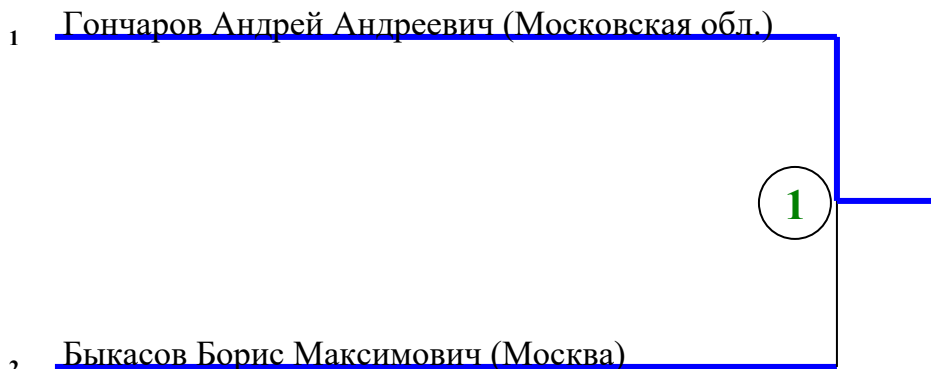 1 Гончаров Андрей Андреевич (Московская обл.)
1
2 Быкасов Борис Максимович (Москва)